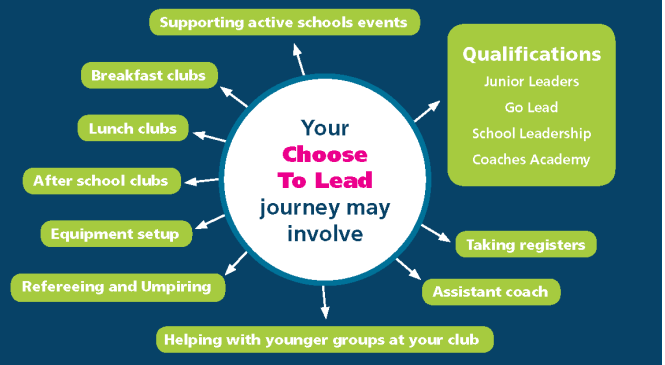 Supporting active schools events
Breakfast clubs
Lunch clubs
After school clubs
Equipment setup
Refereeing and Umpiring
Helping with younger groups at your club
Your
Choose
To Lead
journey may
involve
Qualifications
Junior Leaders
Go Lead
School Leadership
Coaches Academy
Taking registers
Assistant coach